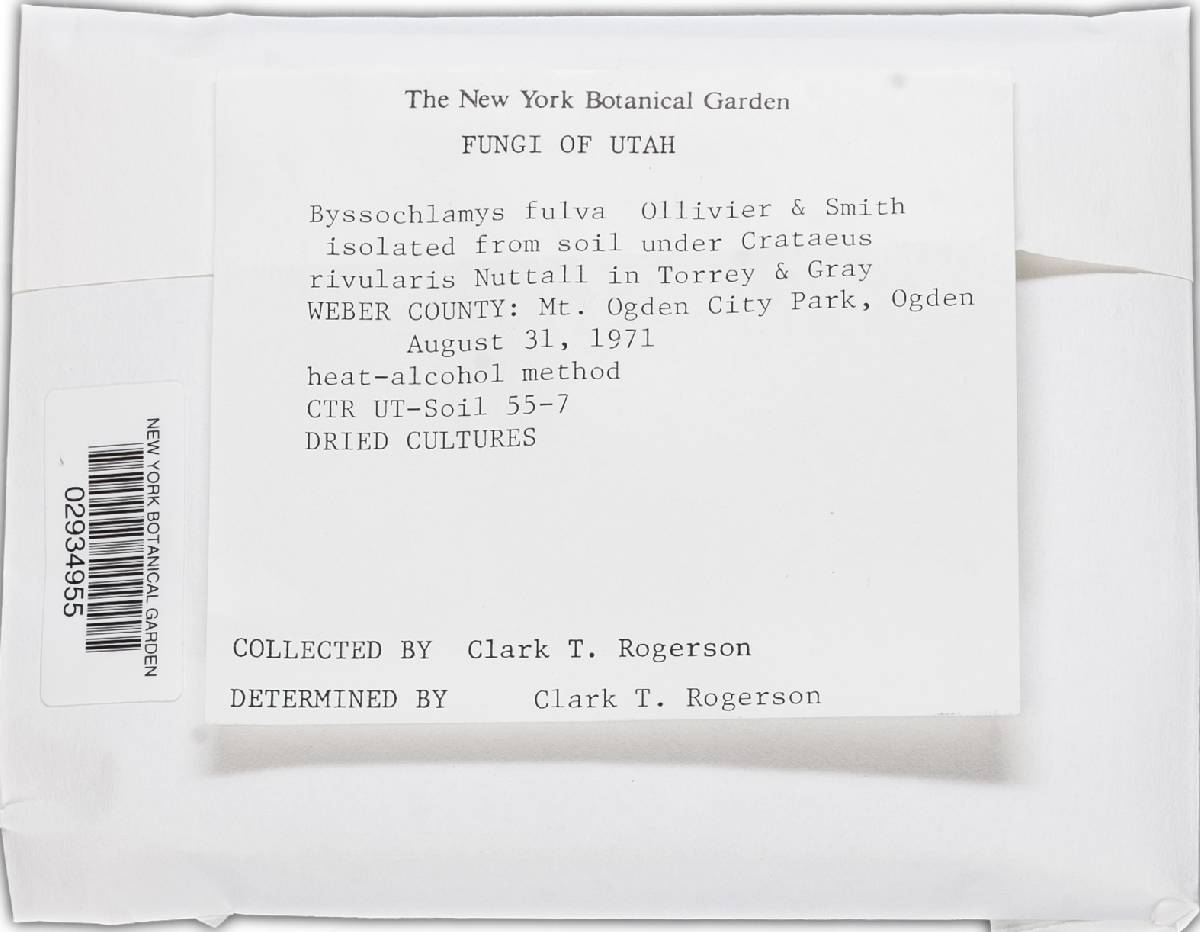 The New York Botanical Garden
FUNGI OF UTAH
Byssochlamys fulva Ollivier & Smith
isolated from soil under Crataeus
rivularis Nuttall in Torrey & Gray
WEBER COUNTY: Mt. Ogden City Park, Ogden
August 31, 1971
heat-alcohol method
CTR UT-Soil 55-7
DRIED CULTURES
COLLECTED BY Clark T. Rogerson
DETERMINED BY Clark T. Rogerson
NEW YORK BOTANICAL GARDEN
02934955